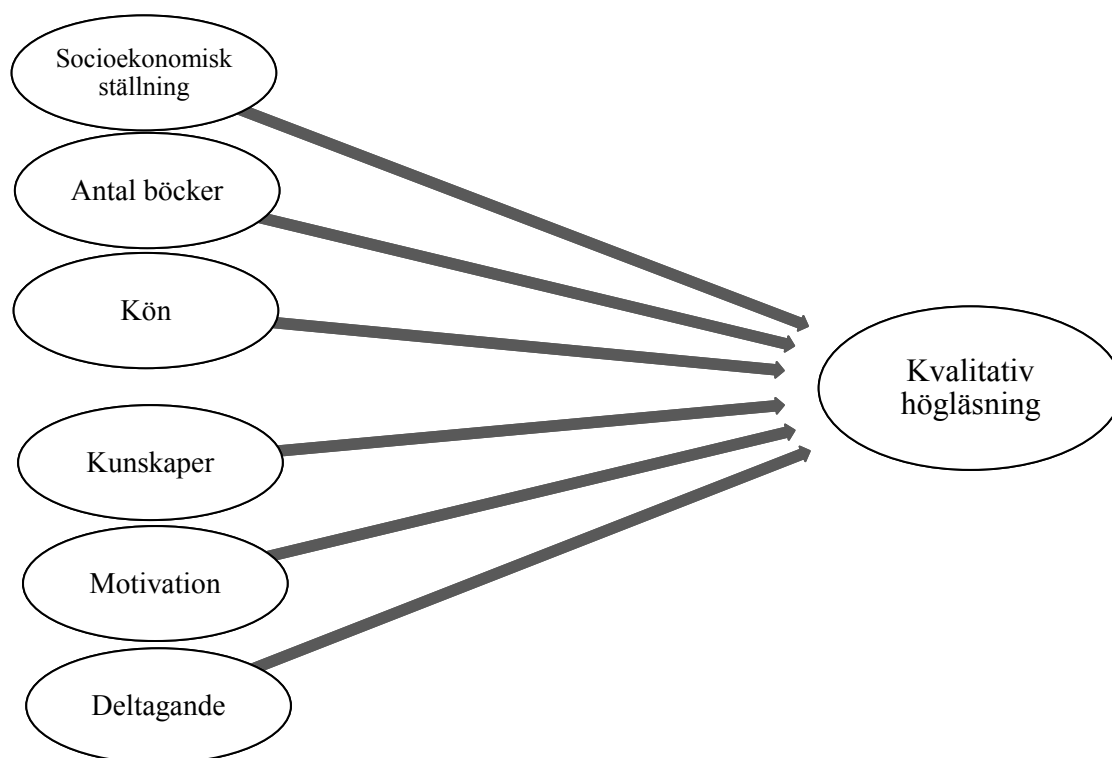 Socioekonomisk
ställning
Antal böcker
Kön
Kunskaper
Motivation
Deltagande
Kvalitativ
högläsning